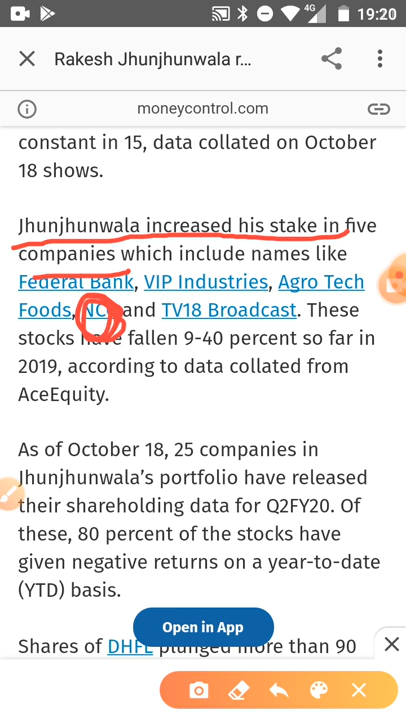 4G 19:20
Rakesh Jhunjhunwala r...
moneycontrol.com
constant in 15, data collated on October
18 shows.
Jhunjhunwala increased his stake in five
companies which include names like
Federal Bank, VIP Industries, Agro Tech
Foods, and TV18 Broadcast. These
stocks have fallen 9-40 percent so far in
2019, according to data collated from
AceEquity.
As of October 18, 25 companies in
Jhunjhunwala's portfolio have released
their shareholding data for Q2FY20. Of
these, 80 percent of the stocks have
given negative returns on a year-to-date
(YTD) basis.
Open in App
Shares of DHFL plunged more than 90